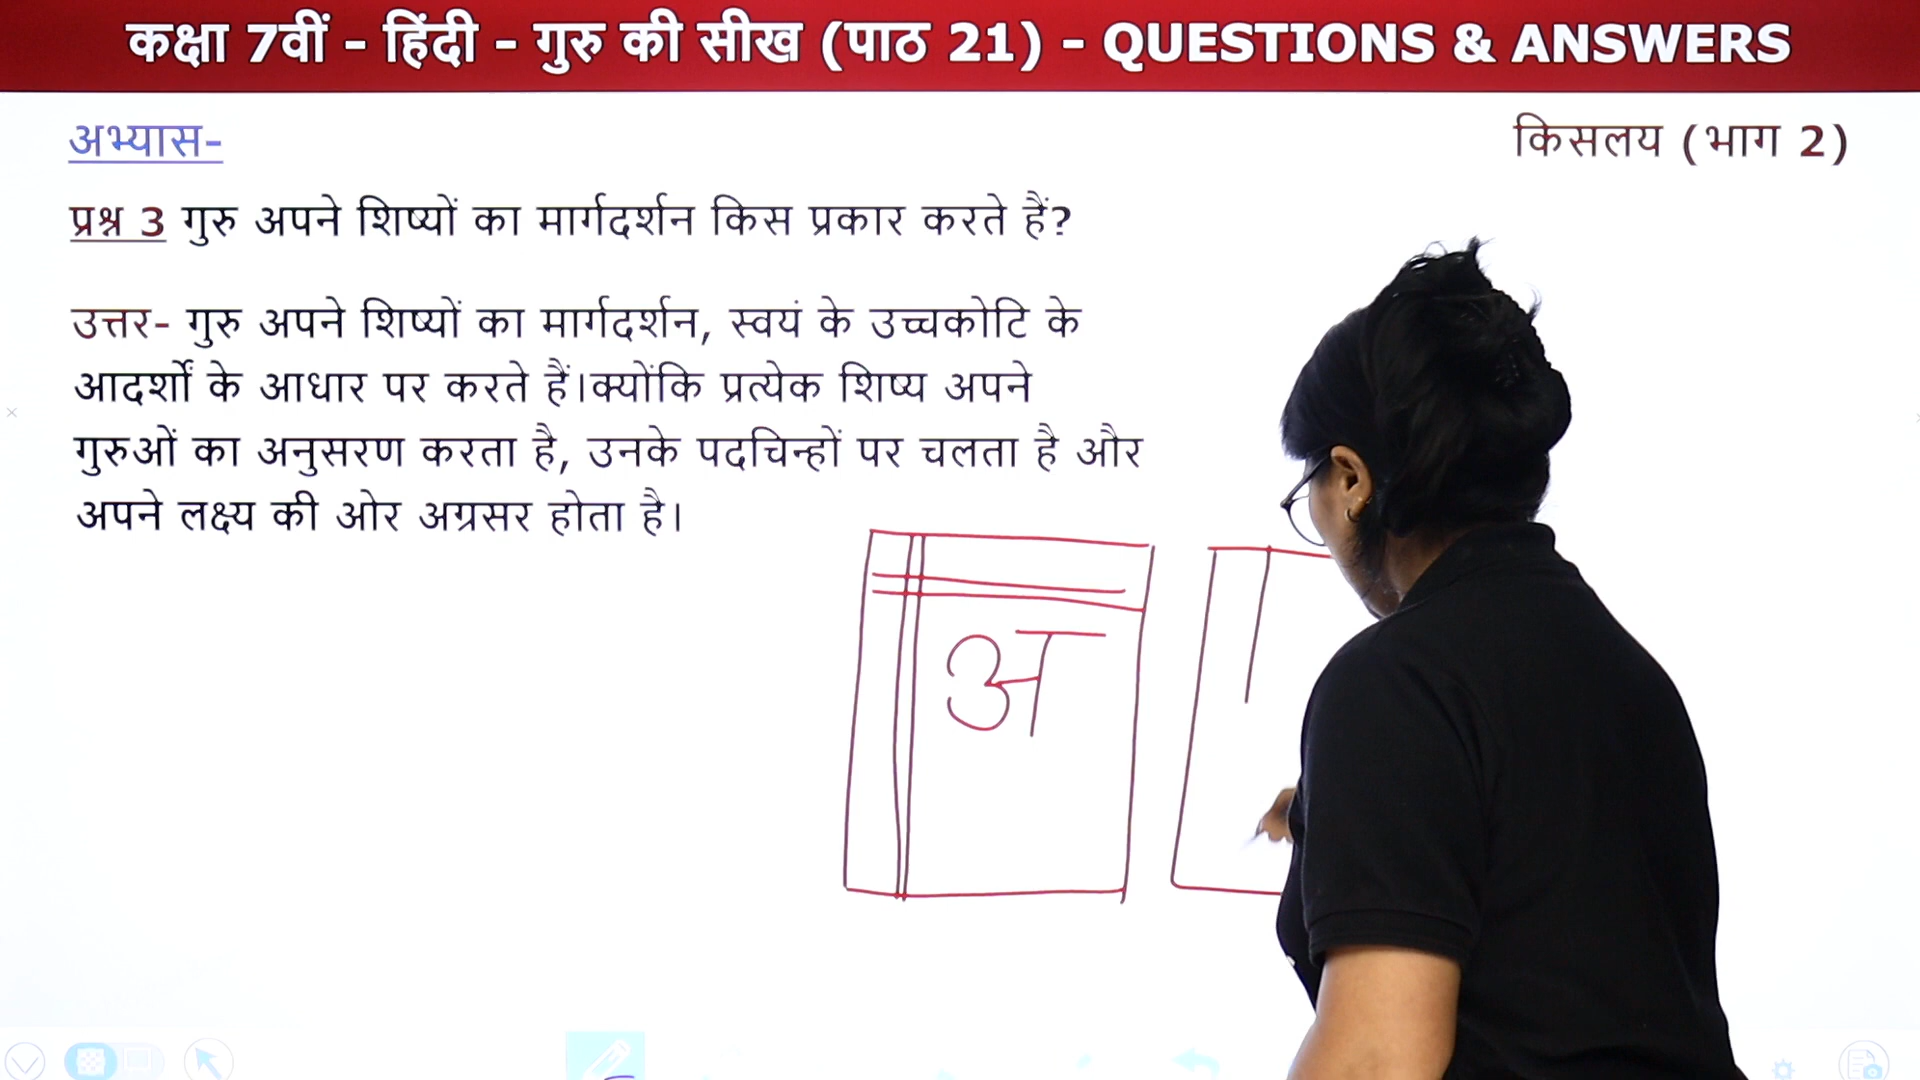 कक्षा 7वीं - हिंदी - गुरु की सीख (पाठ 21) - QUESTIONS & ANSWERS
अभ्यास-
किसलय (भाग 2)
प्रश्न 3 गुरु अपने शिष्यों का मार्गदर्शन किस प्रकार करते हैं?
उत्तर- गुरु अपने शिष्यों का मार्गदर्शन, स्वयं के उच्चकोटि के
आदर्शों के आधार पर करते हैं।क्योंकि प्रत्येक शिष्य अपने
गुरुओं का अनुसरण करता है, उनके पदचिन्हों पर चलता है और
अपने लक्ष्य की ओर अग्रसर होता है।
अ